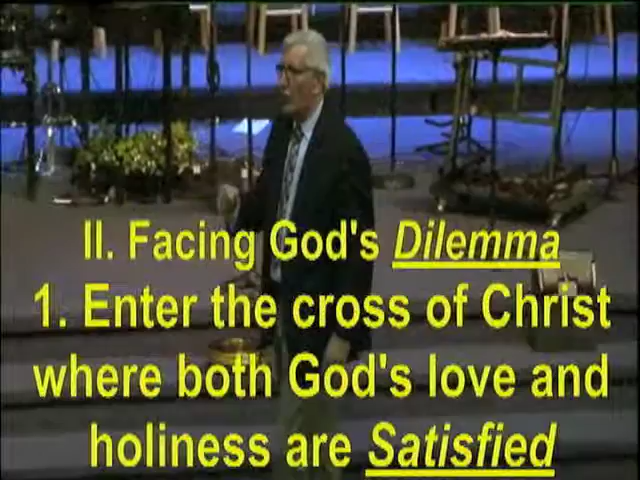 II. Facing God's Dilemma
1. Enter the cross of Christ
where both God's love and
holiness are Satisfied